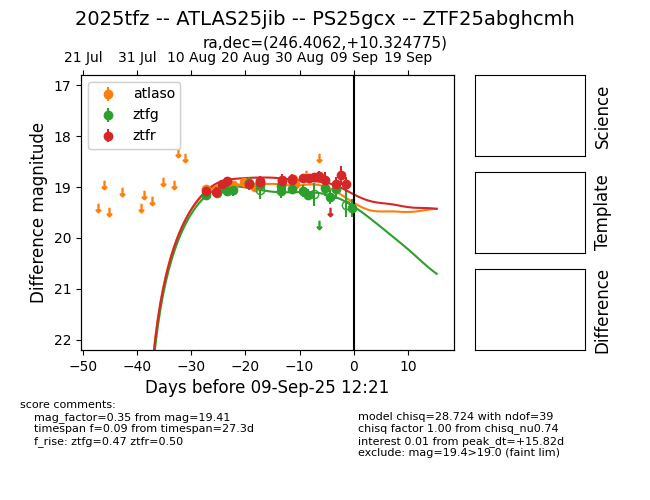 2025tfz -- ATLAS25jib -- PS25gcx -- ZTF25abghcmh
ra,dec=(246.4062,+10.324775)
21 Jul 31 Jul 10 Aug 20 Aug 30 Aug 09 Sep 19 Sep
17
18
19
20
21
22
Difference magnitude
atlaso
ztfg
ztfr
−50 −40 −30 −20 −10 0 10
Days before 09-Sep-25 12:21
Science
Template
Difference
score comments:
mag_factor=0.35 from mag=19.41
timespan f=0.09 from timespan=27.3d
f_rise: ztfg=0.47 ztfr=0.50
model chisq=28.724 with ndof=39
chisq factor 1.00 from chisq_nu0.74
interest 0.01 from peak_dt=+15.82d
exclude: mag=19.4>19.0 (faint lim)